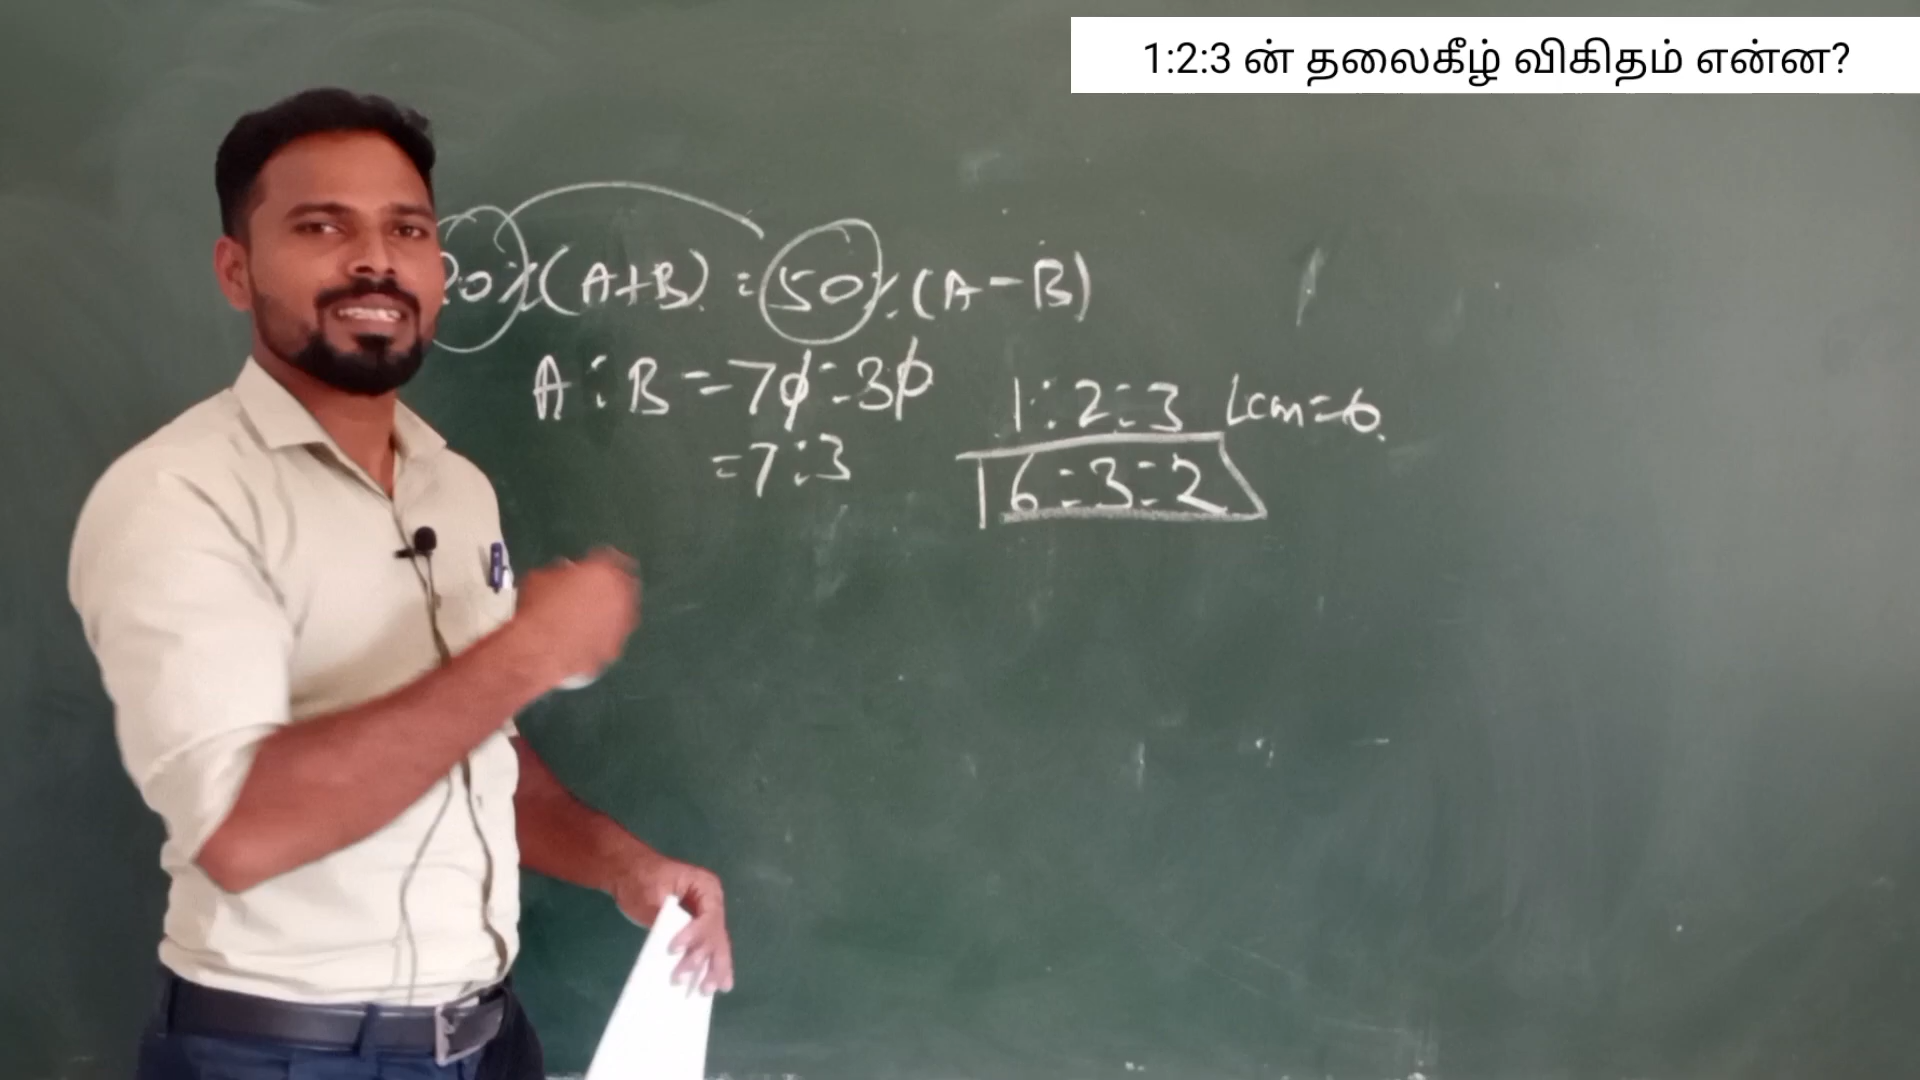 1:2:3 ன் தலைகீழ் விகிதம் என்ன?
0%(A+B) = 50%(A-B)
A:B = 70:30
= 7:3
1:2:3 Lcm = 6
6:3:2